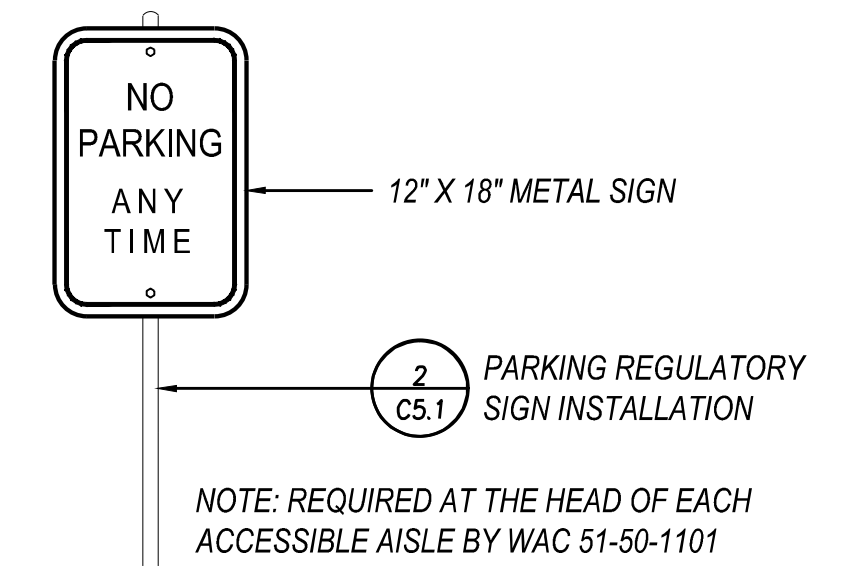 NO
PARKING
ANY
TIME
12" X 18" METAL SIGN
2
C5.1
PARKING REGULATORY
SIGN INSTALLATION
NOTE: REQUIRED AT THE HEAD OF EACH
ACCESSIBLE AISLE BY WAC 51-50-1101